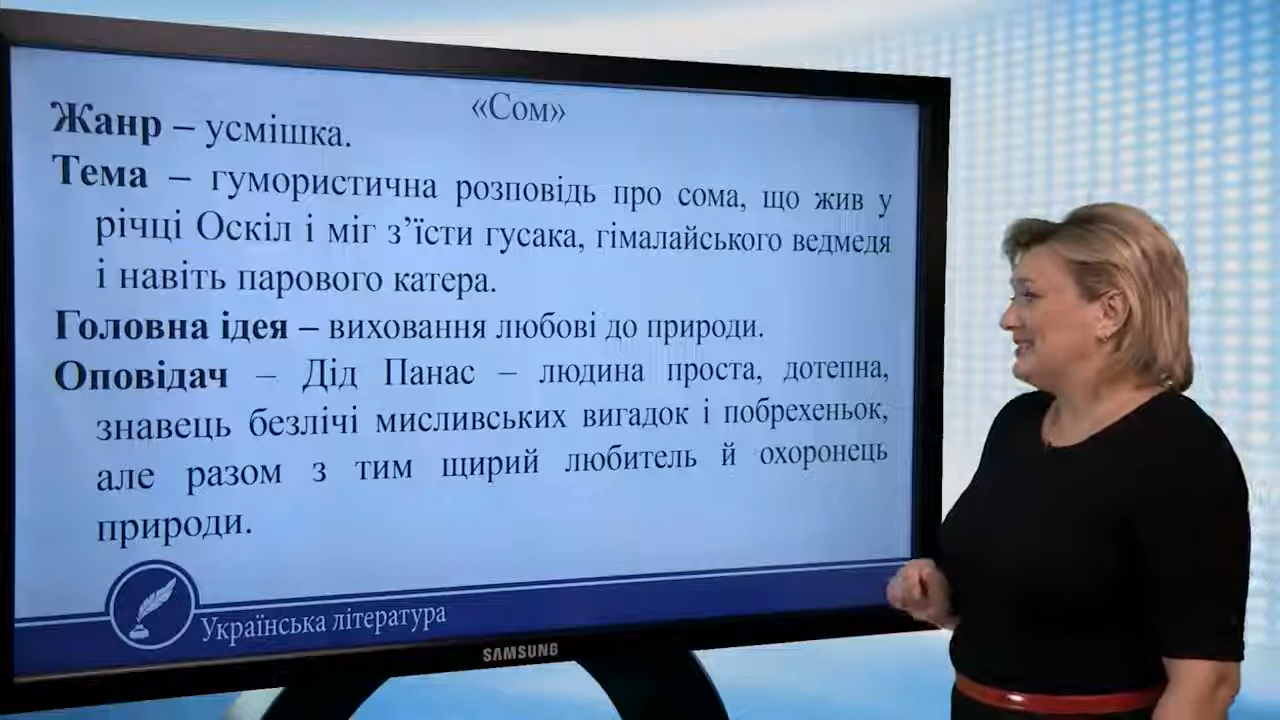 «Сом»
Жанр – усмішка.
Тема – гумористична розповідь про сома, що жив у
річці Оскіл і міг з’їсти гусака, гімалайського ведмедя
і навіть парового катера.
Головна ідея – виховання любові до природи.
Оповідач – Дід Панас – людина проста, дотепна,
знавець безлічі мисливських вигадок і побрехеньок,
але разом з тим щирий любитель й охоронець
природи.
Українська література
SAMSUNG